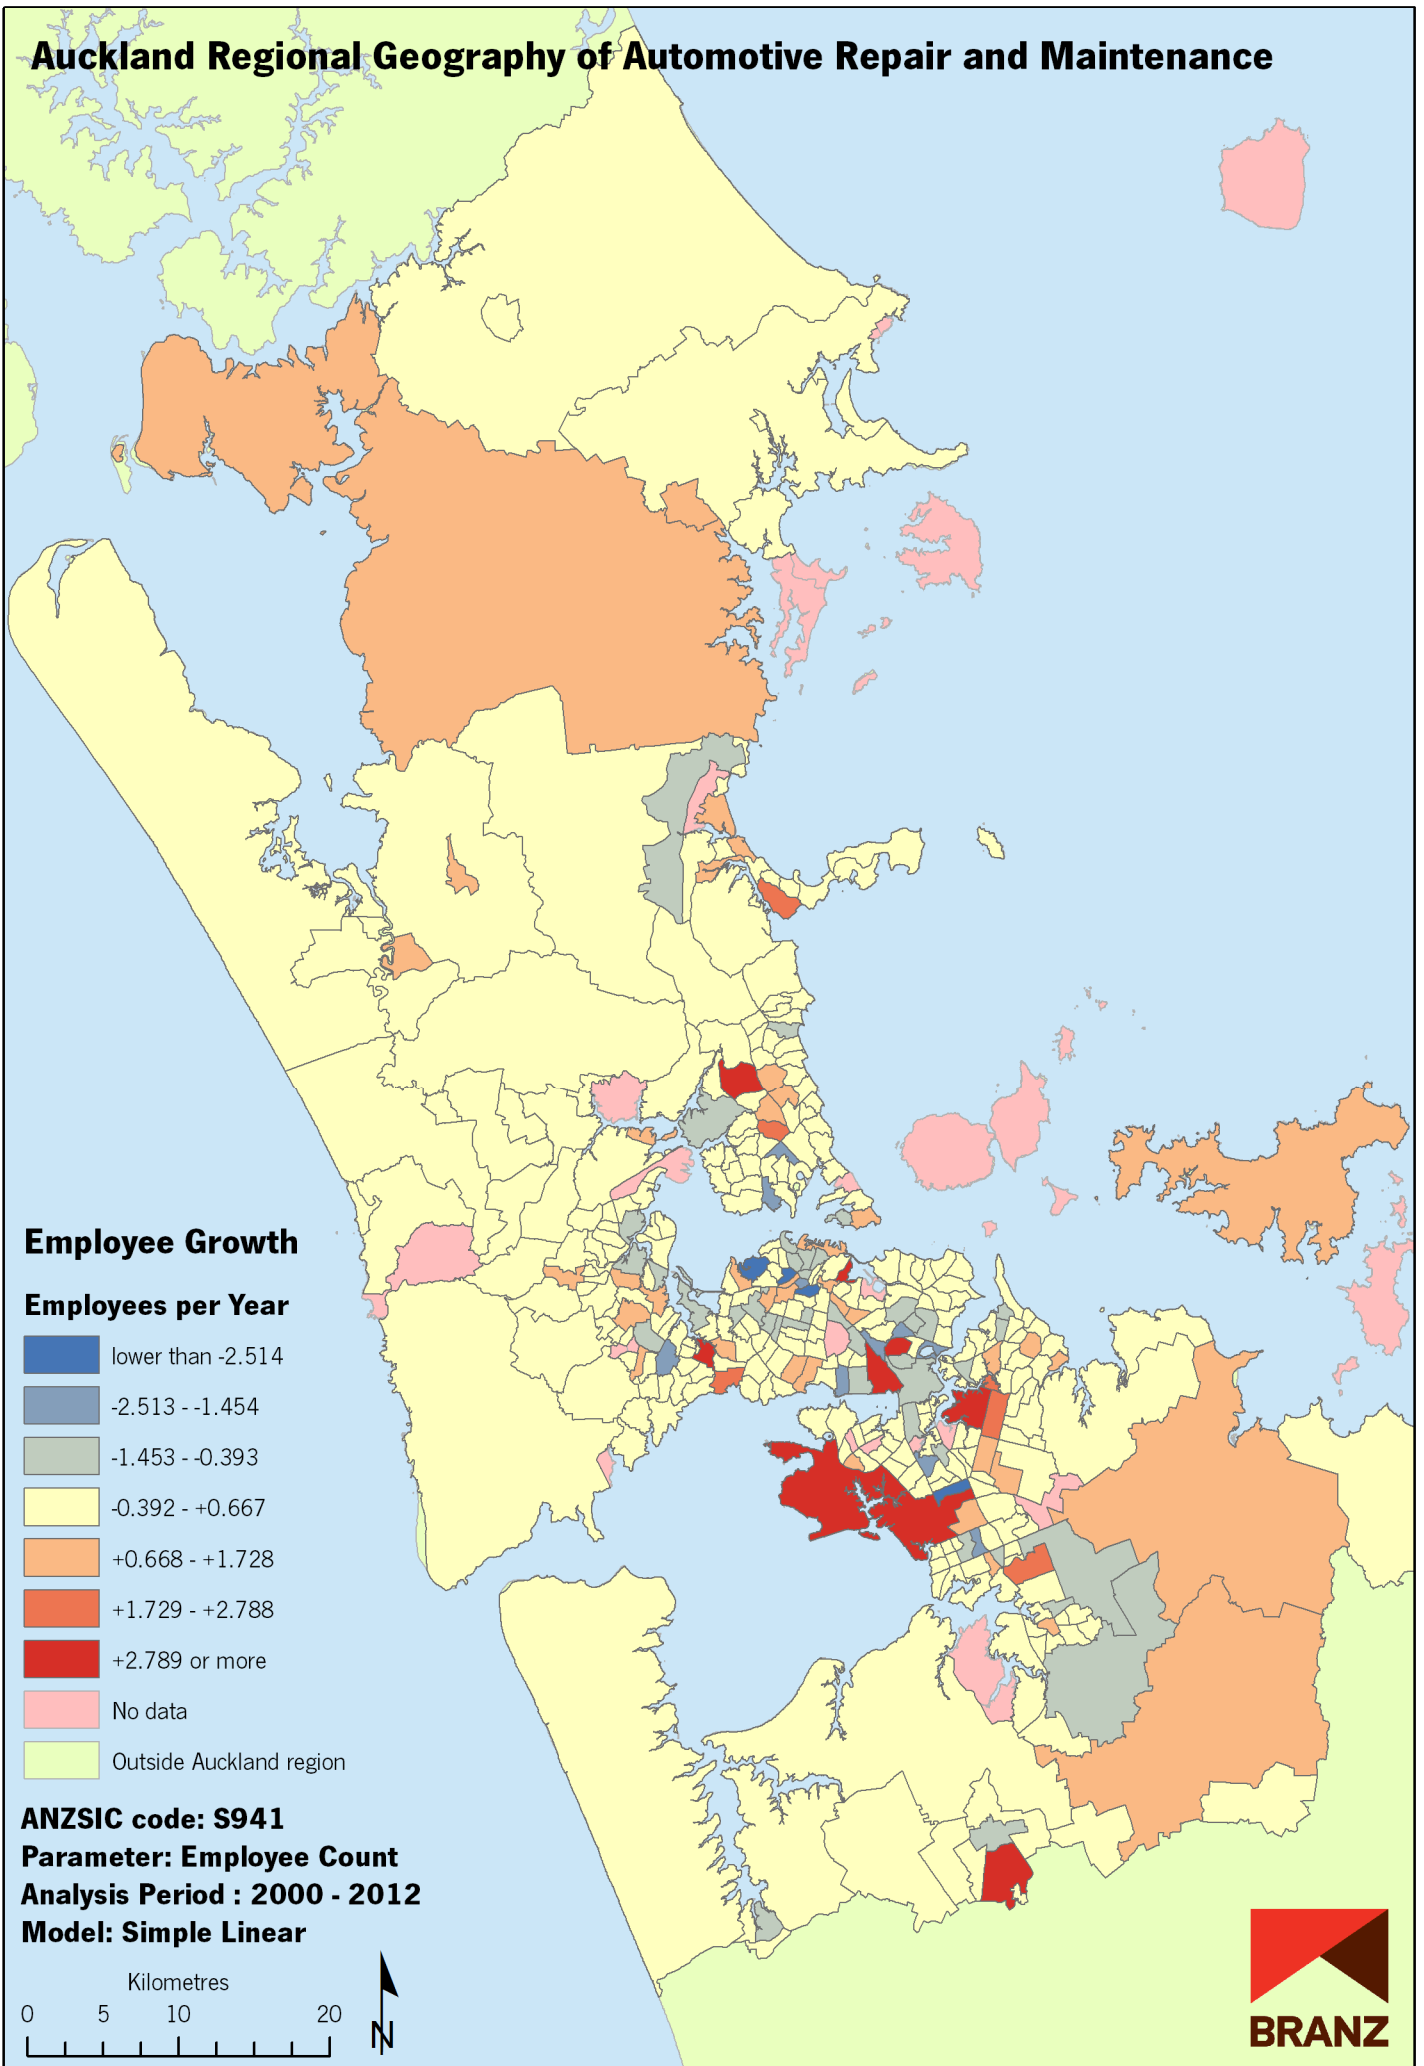 Auckland Regional Geography of Automotive Repair and Maintenance
Employee Growth
Employees per Year
lower than -2.514
-2.513 - -1.454
-1.453 - -0.393
-0.392 - +0.667
+0.668 - +1.728
+1.729 - +2.788
+2.789 or more
No data
Outside Auckland region
ANZSIC code: S941
Parameter: Employee Count
Analysis Period : 2000 - 2012
Model: Simple Linear
Kilometres
0 5 10 20
N
BRANZ